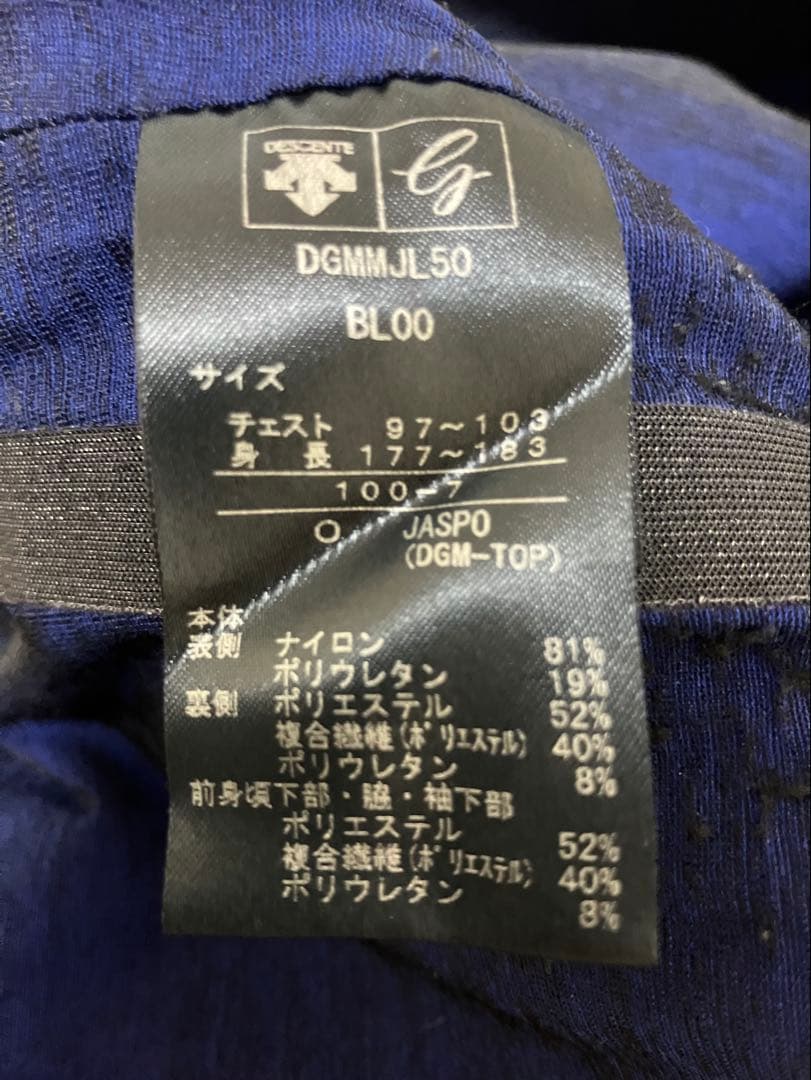 DESCENTE
G
DGMMJL50
BL00
サイズ
チェスト 97～103
身長 177～183
100-7
O JASPO
(DGM-TOP)
本体
表側 ナイロン 81%
ポリウレタン 19%
裏側 ポリエステル 52%
複合繊維(ﾎﾟﾘｴｽﾃﾙ) 40%
ポリウレタン 8%
前身頃下部・脇・袖下部
ポリエステル 52%
複合繊維(ﾎﾟﾘｴｽﾃﾙ) 40%
ポリウレタン 8%